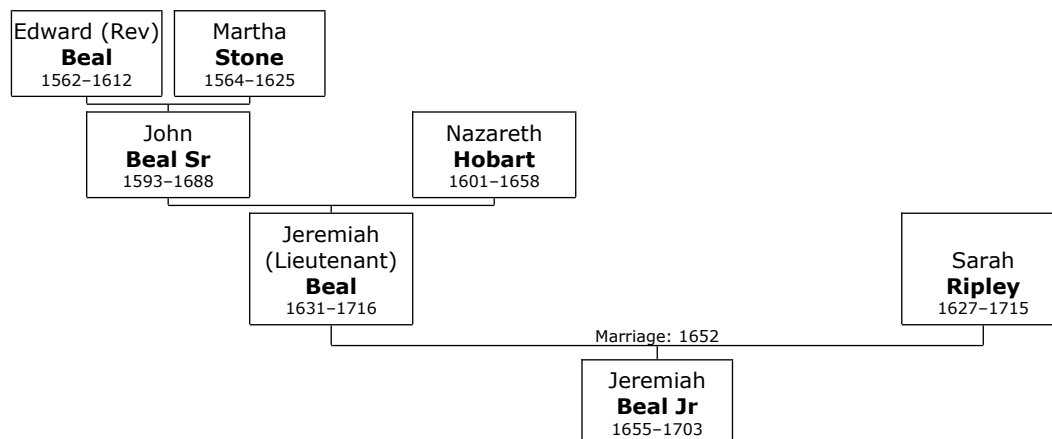 Edward (Rev)
Beal
1562–1612
Martha
Stone
1564–1625
John
Beal Sr
1593–1688
Nazareth
Hobart
1601–1658
Jeremiah
(Lieutenant)
Beal
1631–1716
Sarah
Ripley
1627–1715
Marriage: 1652
Jeremiah
Beal Jr
1655–1703